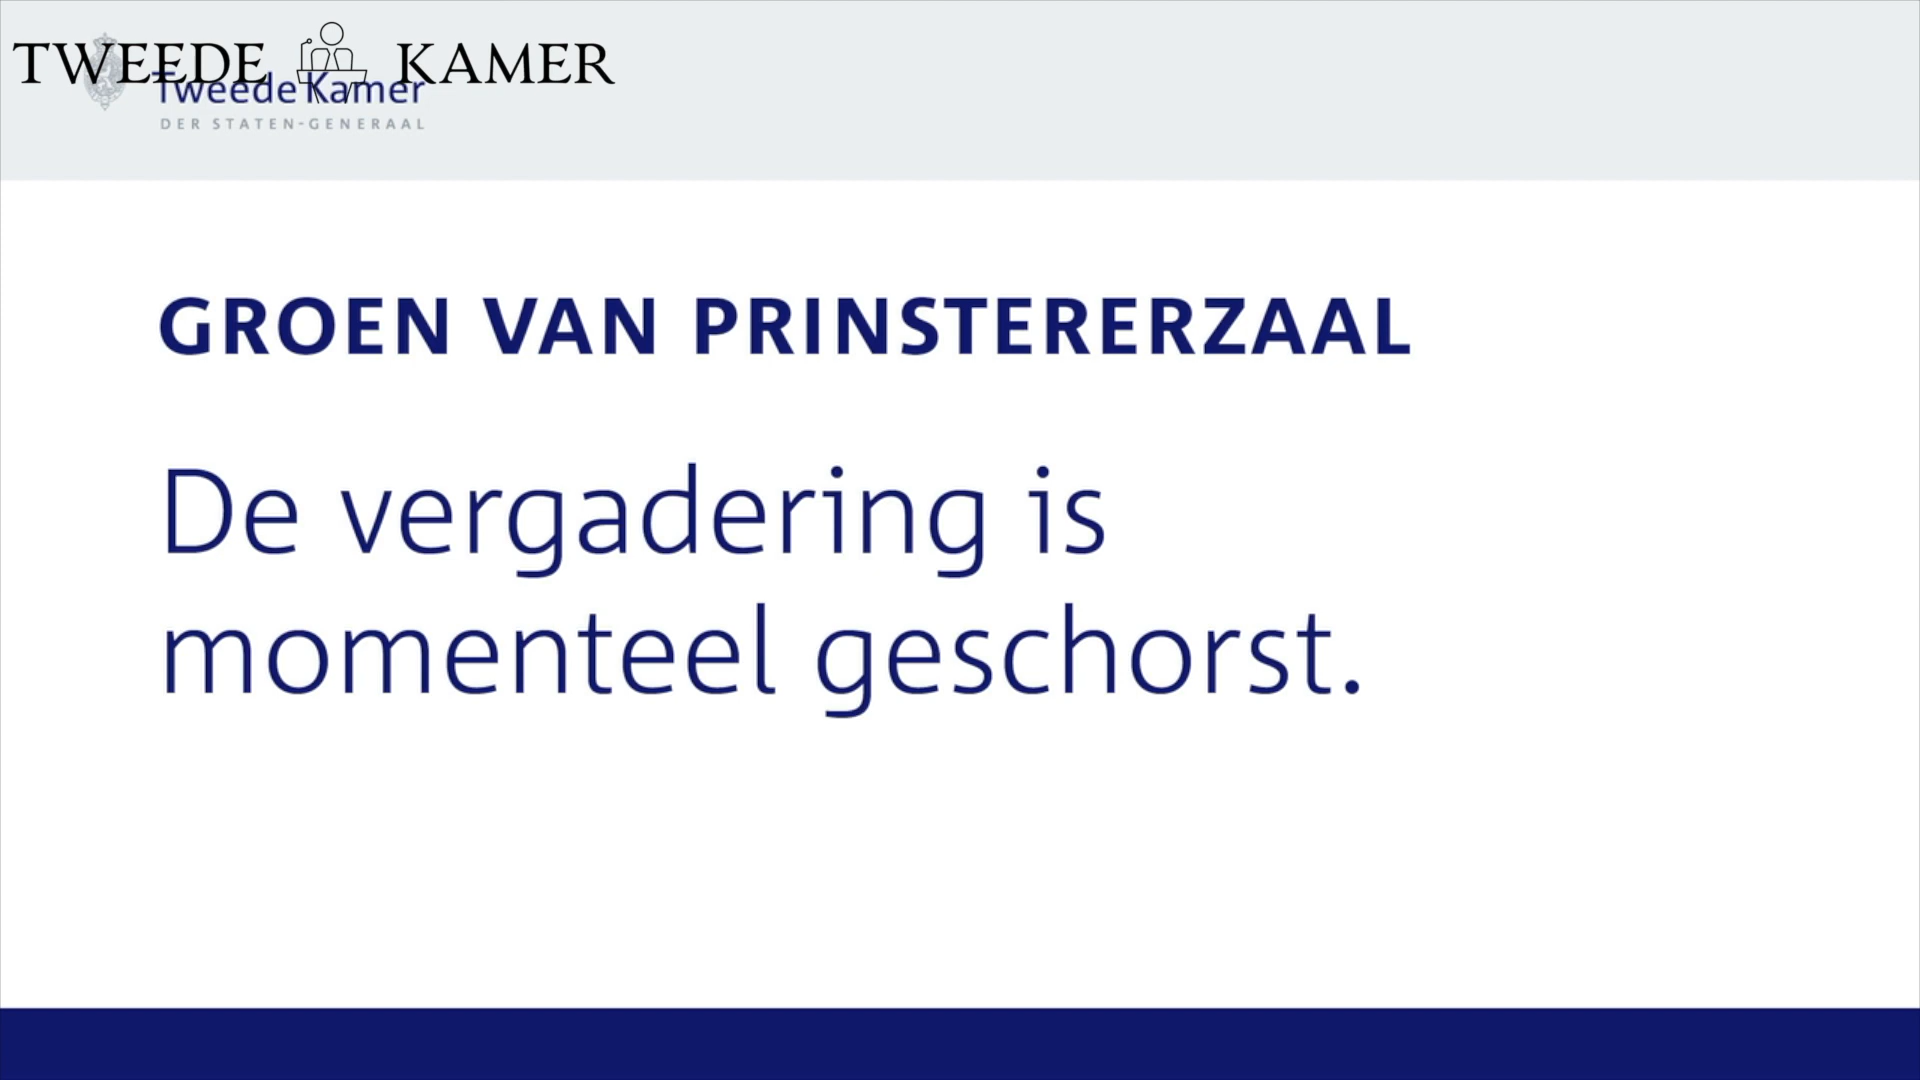 TWEEDE KAMER
Tweede Kamer
DER STATEN-GENERAAL
GROEN VAN PRINSTERERZAAL
De vergadering is
momenteel geschorst.